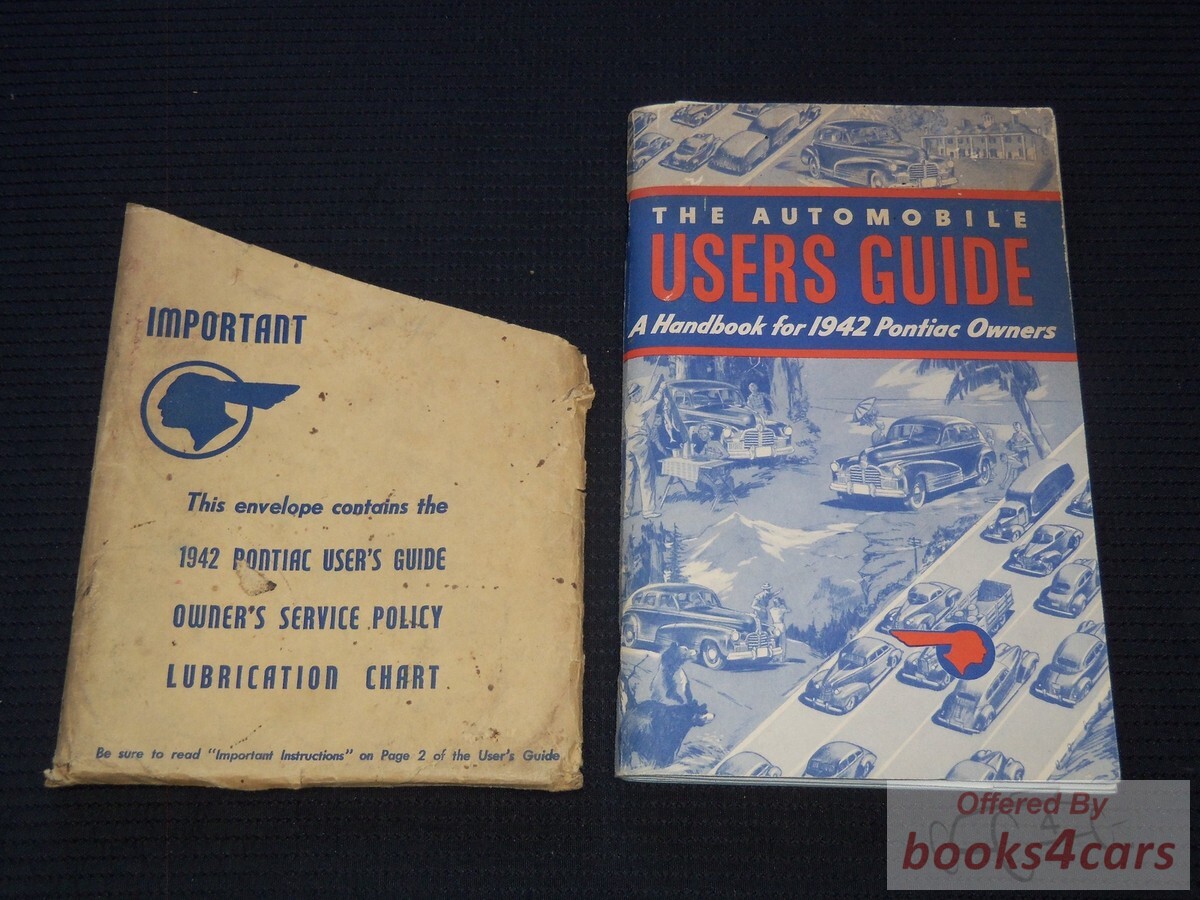 IMPORTANT
This envelope contains the
1942 PONTIAC USER'S GUIDE
OWNER'S SERVICE POLICY
LUBRICATION CHART
Be sure to read "Important Instructions" on Page 2 of the User's Guide
THE AUTOMOBILE
USERS GUIDE
A Handbook for 1942 Pontiac Owners
Offered By
books4cars